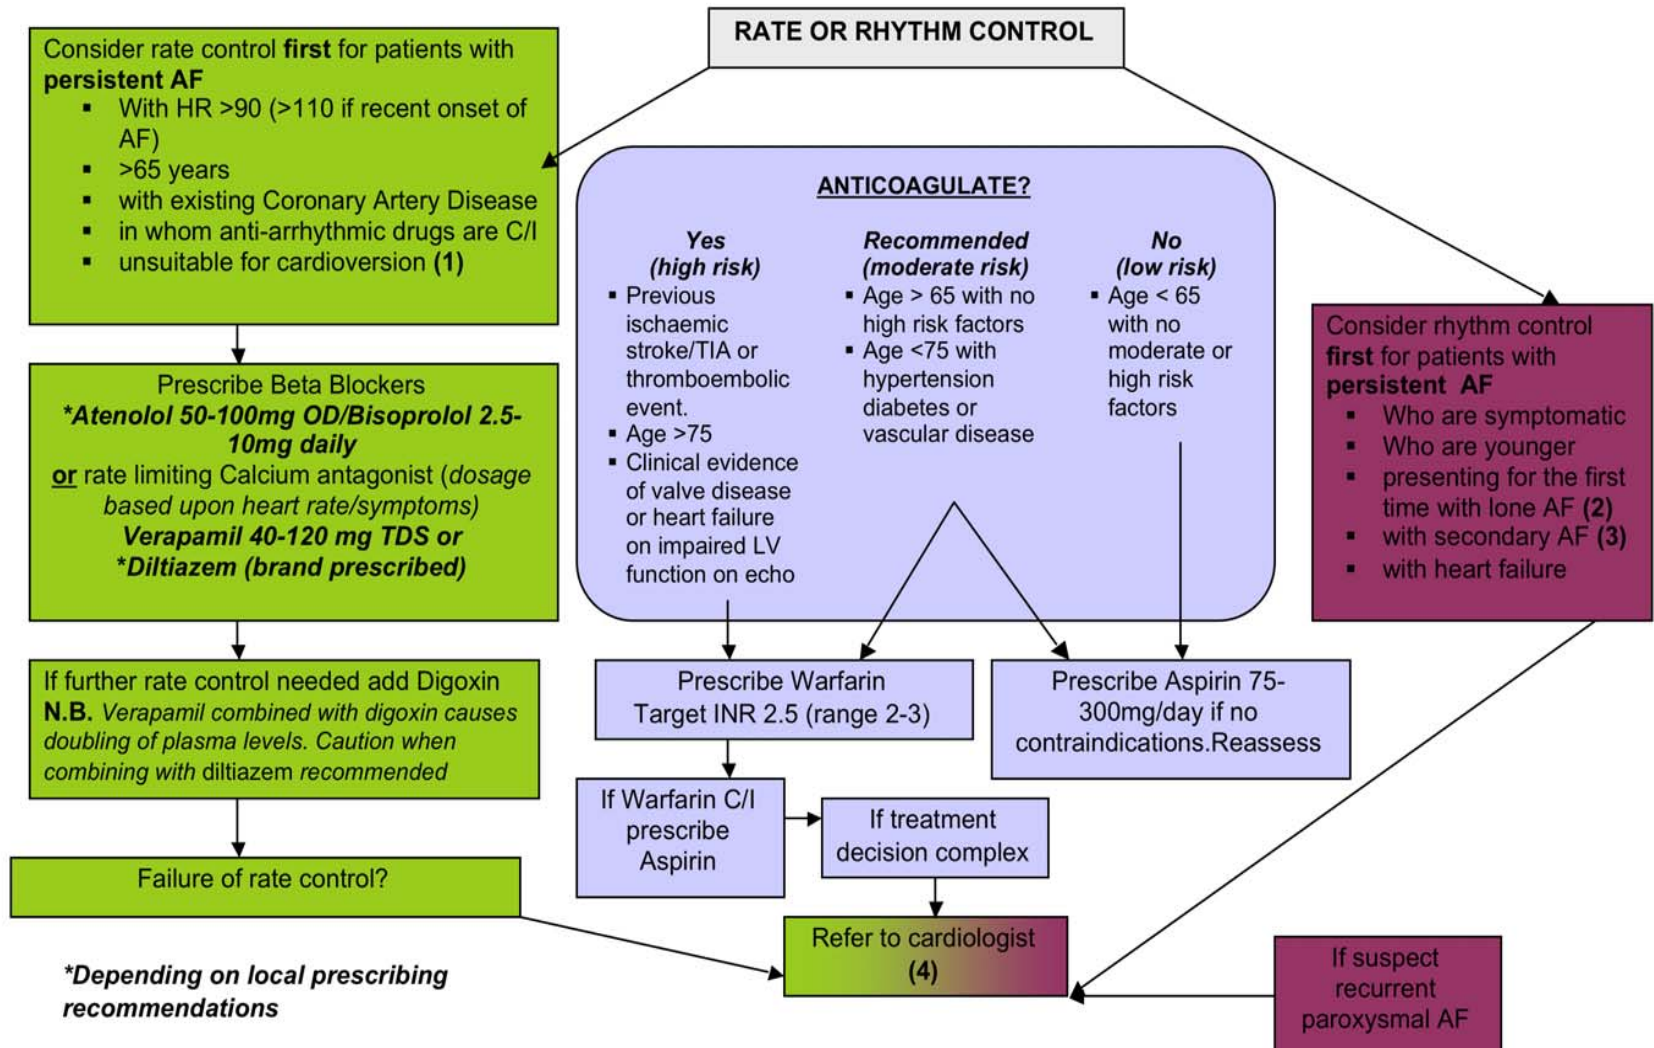 RATE OR RHYTHM CONTROL
Consider rate control first for patients with
persistent AF
▪ With HR >90 (>110 if recent onset of
AF)
▪ >65 years
▪ with existing Coronary Artery Disease
▪ in whom anti-arrhythmic drugs are C/I
▪ unsuitable for cardioversion (1)
Prescribe Beta Blockers
*Atenolol 50-100mg OD/Bisoprolol 2.5-
10mg daily
or rate limiting Calcium antagonist (dosage
based upon heart rate/symptoms)
Verapamil 40-120 mg TDS or
*Diltiazem (brand prescribed)
If further rate control needed add Digoxin
N.B. Verapamil combined with digoxin causes
doubling of plasma levels. Caution when
combining with diltiazem recommended
Failure of rate control?
*Depending on local prescribing
recommendations
ANTICOAGULATE?
Yes
(high risk)
▪ Previous
ischaemic
stroke/TIA or
thromboembolic
event.
▪ Age >75
▪ Clinical evidence
of valve disease
or heart failure
on impaired LV
function on echo
Recommended
(moderate risk)
▪ Age > 65 with no
high risk factors
▪ Age <75 with
hypertension
diabetes or
vascular disease
No
(low risk)
▪ Age < 65
with no
moderate or
high risk
factors
Prescribe Warfarin
Target INR 2.5 (range 2-3)
Prescribe Aspirin 75-
300mg/day if no
contraindications.Reassess
If Warfarin C/I
prescribe
Aspirin
If treatment
decision complex
Refer to cardiologist
(4)
Consider rhythm control
first for patients with
persistent AF
▪ Who are symptomatic
▪ Who are younger
▪ presenting for the first
time with lone AF (2)
▪ with secondary AF (3)
▪ with heart failure
If suspect
recurrent
paroxysmal AF